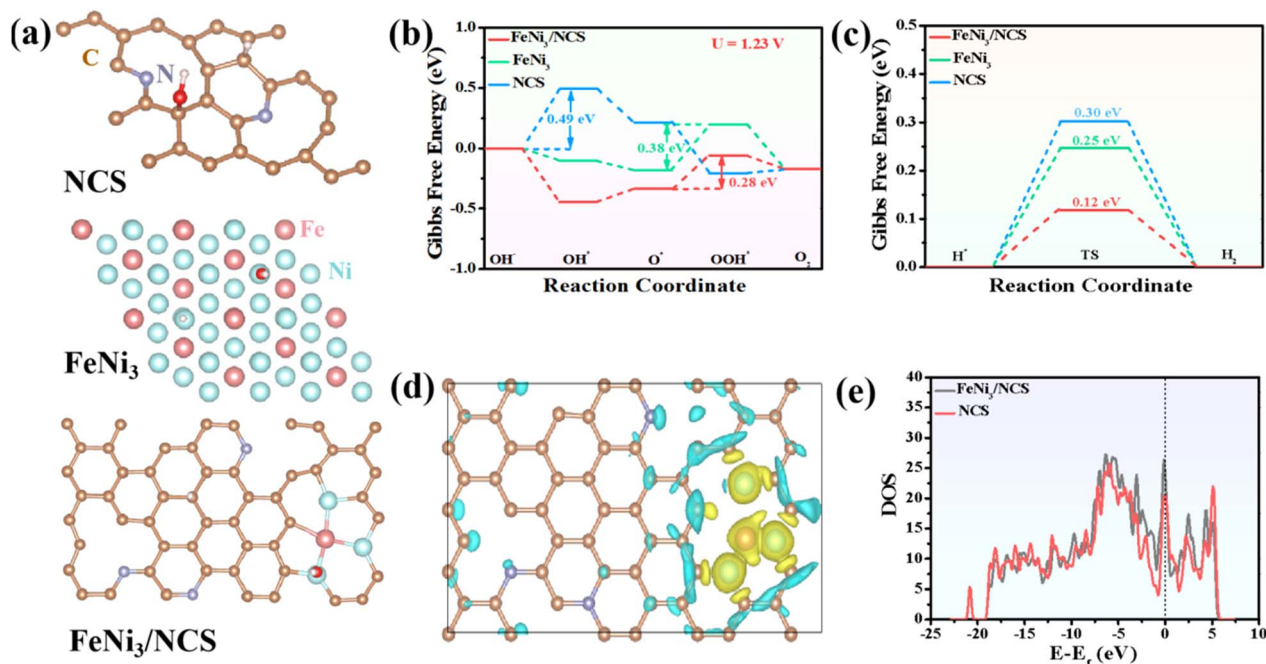 (a)
C
N
NCS
Fe
Ni
FeNi₃
FeNi₃/NCS
(b)
Gibbs Free Energy (eV)
1.0
0.5
0.0
-0.5
-1.0
FeNi₃/NCS
FeNi₃
NCS
U = 1.23 V
0.49 eV
0.38 eV
0.28 eV
OH⁻ OH* O* OOH* O₂
Reaction Coordinate
(c)
Gibbs Free Energy (eV)
0.5
0.4
0.3
0.2
0.1
0.0
FeNi₃/NCS
FeNi₃
NCS
0.30 eV
0.25 eV
0.12 eV
H* TS H₂
Reaction Coordinate
(d)
(e)
DOS
40
35
30
25
20
15
10
5
0
FeNi₃/NCS
NCS
-25 -20 -15 -10 -5 0 5 10
E-E_f (eV)